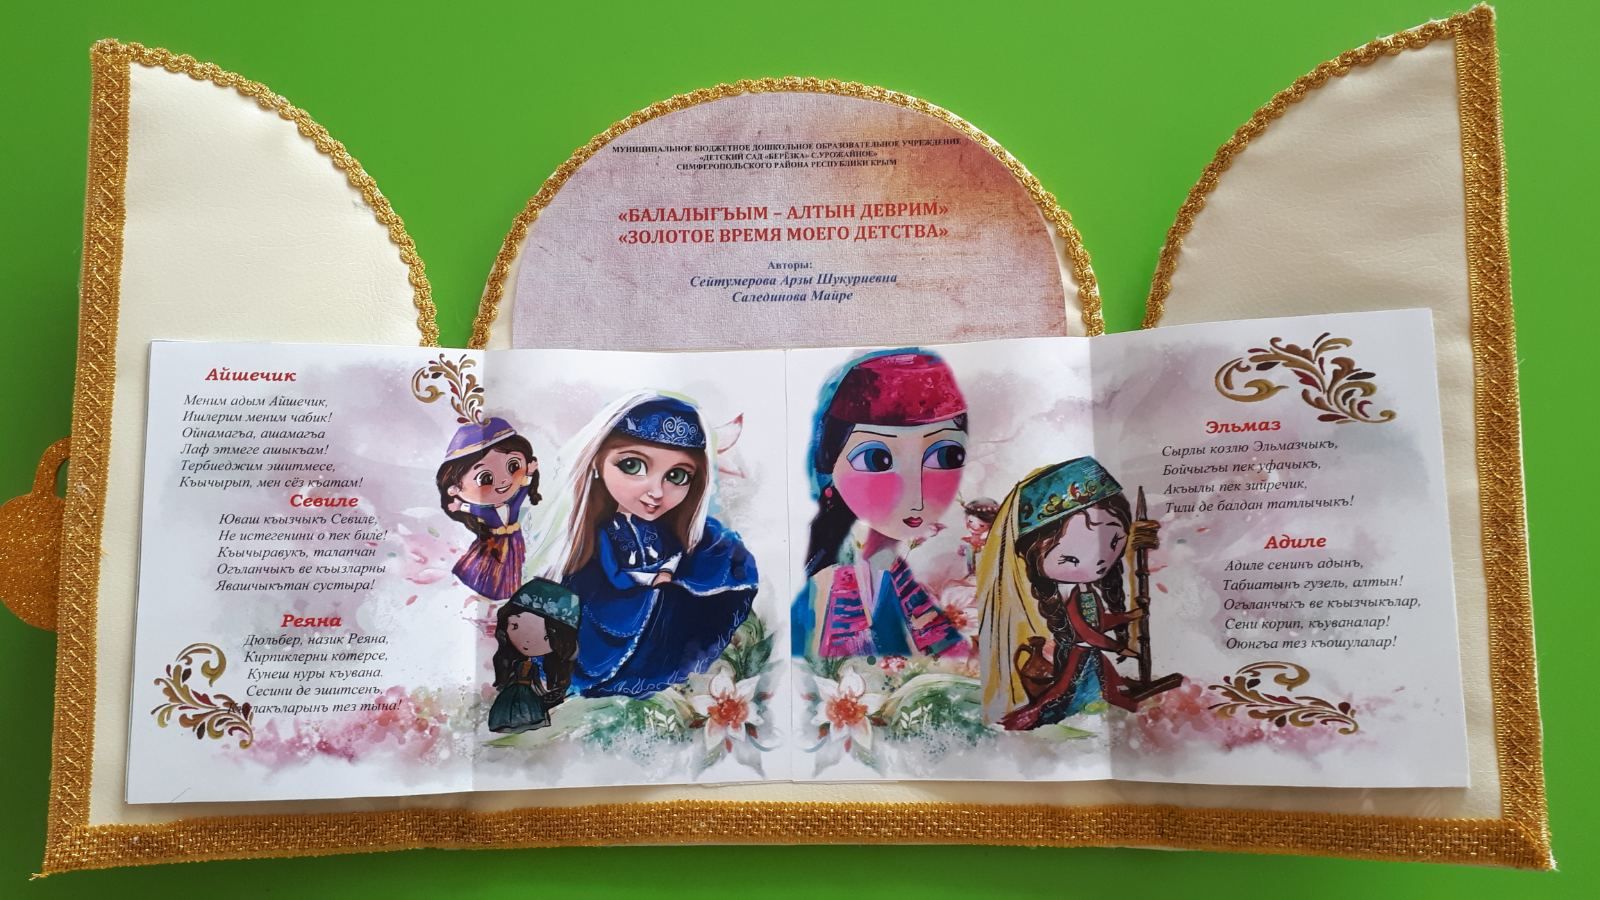 МУНИЦИПАЛЬНОЕ БЮДЖЕТНОЕ ДОШКОЛЬНОЕ ОБРАЗОВАТЕЛЬНОЕ УЧРЕЖДЕНИЕ
«ДЕТСКИЙ САД «БЕРЁЗКА» С.УРОЖАЙНОЕ»
СИМФЕРОПОЛЬСКОГО РАЙОНА РЕСПУБЛИКИ КРЫМ
«БАЛАЛЫГЪЫМ – АЛТЫН ДЕВРИМ»
«ЗОЛОТОЕ ВРЕМЯ МОЕГО ДЕТСТВА»
Авторы:
Сейтумерова Арзы Шукуриевна
Салединова Майре
Айшечик
Меним адым Айшечик,
Ишлерим меним чабик!
Ойнамагъа, ашамагъа
Лаф этмеге ашыкъам!
Тербиеджим эшитмесе,
Къычырып, мен сёз къатам!
Севиле
Юваш къызчыкъ Севиле,
Не истегенини о пек биле!
Къычыравукъ, талапчан
Огъланчыкъ ве къызларны
Явашчыкътан сустыра!
Реяна
Дюльбер, назик Реяна,
Кирпиклерни котерсе,
Кунеш нуры къувана.
Сесини де эшитсенъ,
Къулакъларынъ тез тына!
Эльмаз
Сырлы козлю Эльмазчыкъ,
Бойчыгъы пек уфачыкъ,
Акъылы пек зийречик,
Тили де балдан татлычыкъ!
Адиле
Адиле сенинъ адынъ,
Табиатынъ гузель, алтын!
Огъланчыкъ ве къызчыкълар,
Сени корип, къуваналар!
Оюнгъа тез къошулалар!